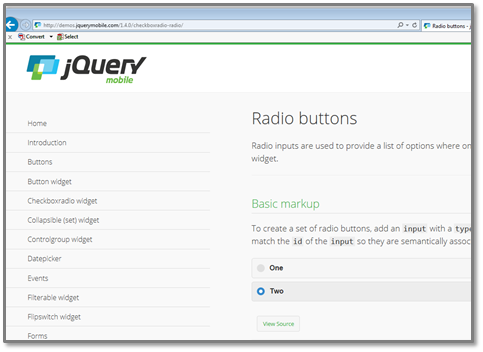 http://demos.jquerymobile.com/1.4.0/checkboxradio-radio/
Radio buttons - j
x Convert Select
jQuery
mobile
Home
Introduction
Buttons
Button widget
Checkboxradio widget
Collapsible (set) widget
Controlgroup widget
Datepicker
Events
Filterable widget
Flipswitch widget
Forms
Radio buttons
Radio inputs are used to provide a list of options where on
widget.
Basic markup
To create a set of radio buttons, add an input with a type
match the id of the input so they are semantically assoc
One
Two
View Source